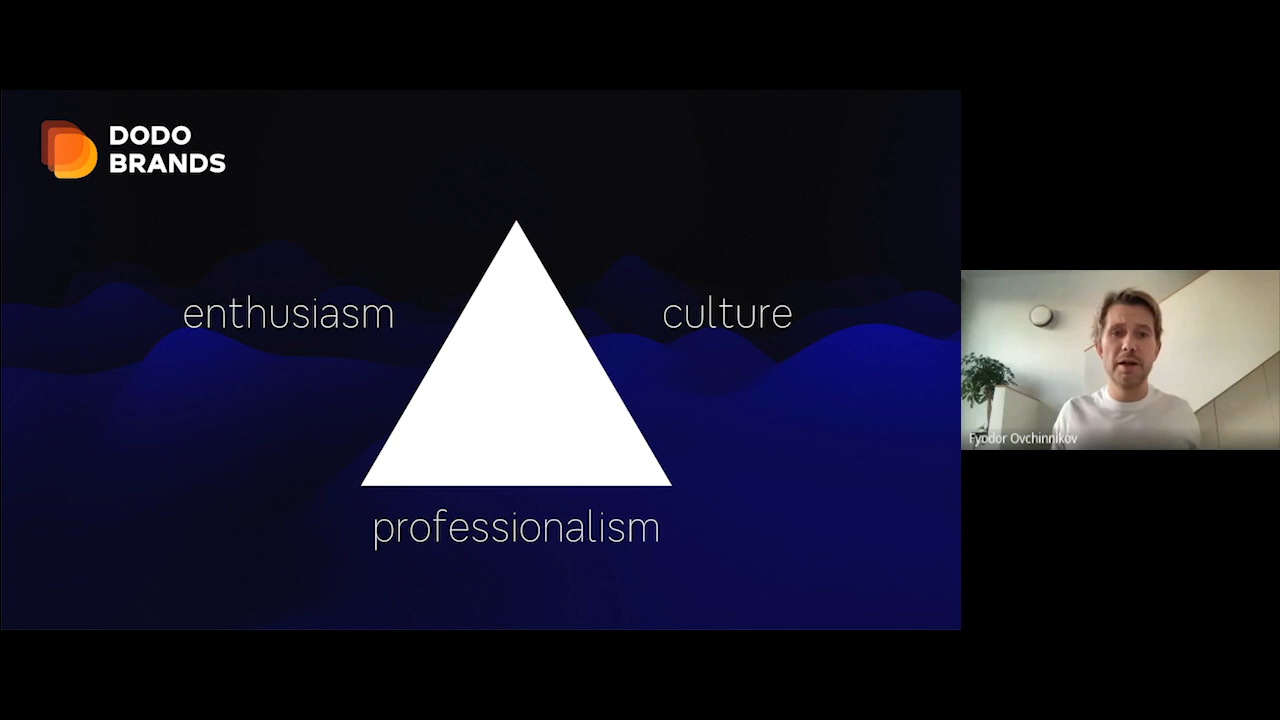 DODO
BRANDS
enthusiasm
culture
professionalism
Fyodor Ovchinnikov